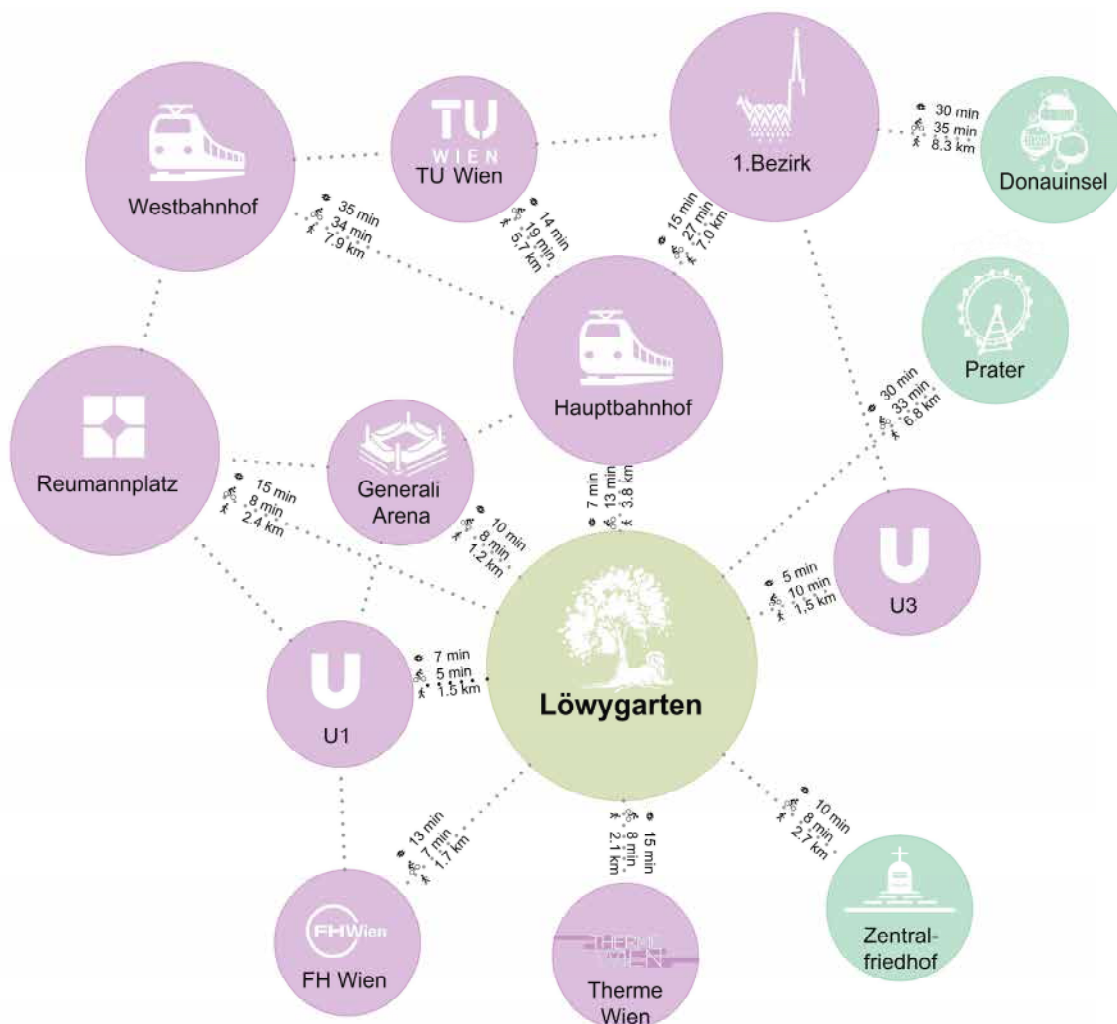 TU
WIEN
TU Wien
1.Bezirk
30 min
35 min
8.3 km
Donauinsel
Westbahnhof
35 min
34 min
7.9 km
14 min
19 min
5.7 km
15 min
27 min
7.0 km
Hauptbahnhof
Prater
30 min
33 min
6.8 km
Reumannplatz
15 min
8 min
2.4 km
Generali
Arena
10 min
8 min
1.2 km
7 min
13 min
3.8 km
U
U3
5 min
10 min
1,5 km
U
U1
7 min
5 min
1.5 km
Löwygarten
13 min
7 min
1.7 km
15 min
8 min
2.1 km
10 min
8 min
2.7 km
FHWien
FH Wien
THERME
WIEN
Therme
Wien
Zentral-
friedhof